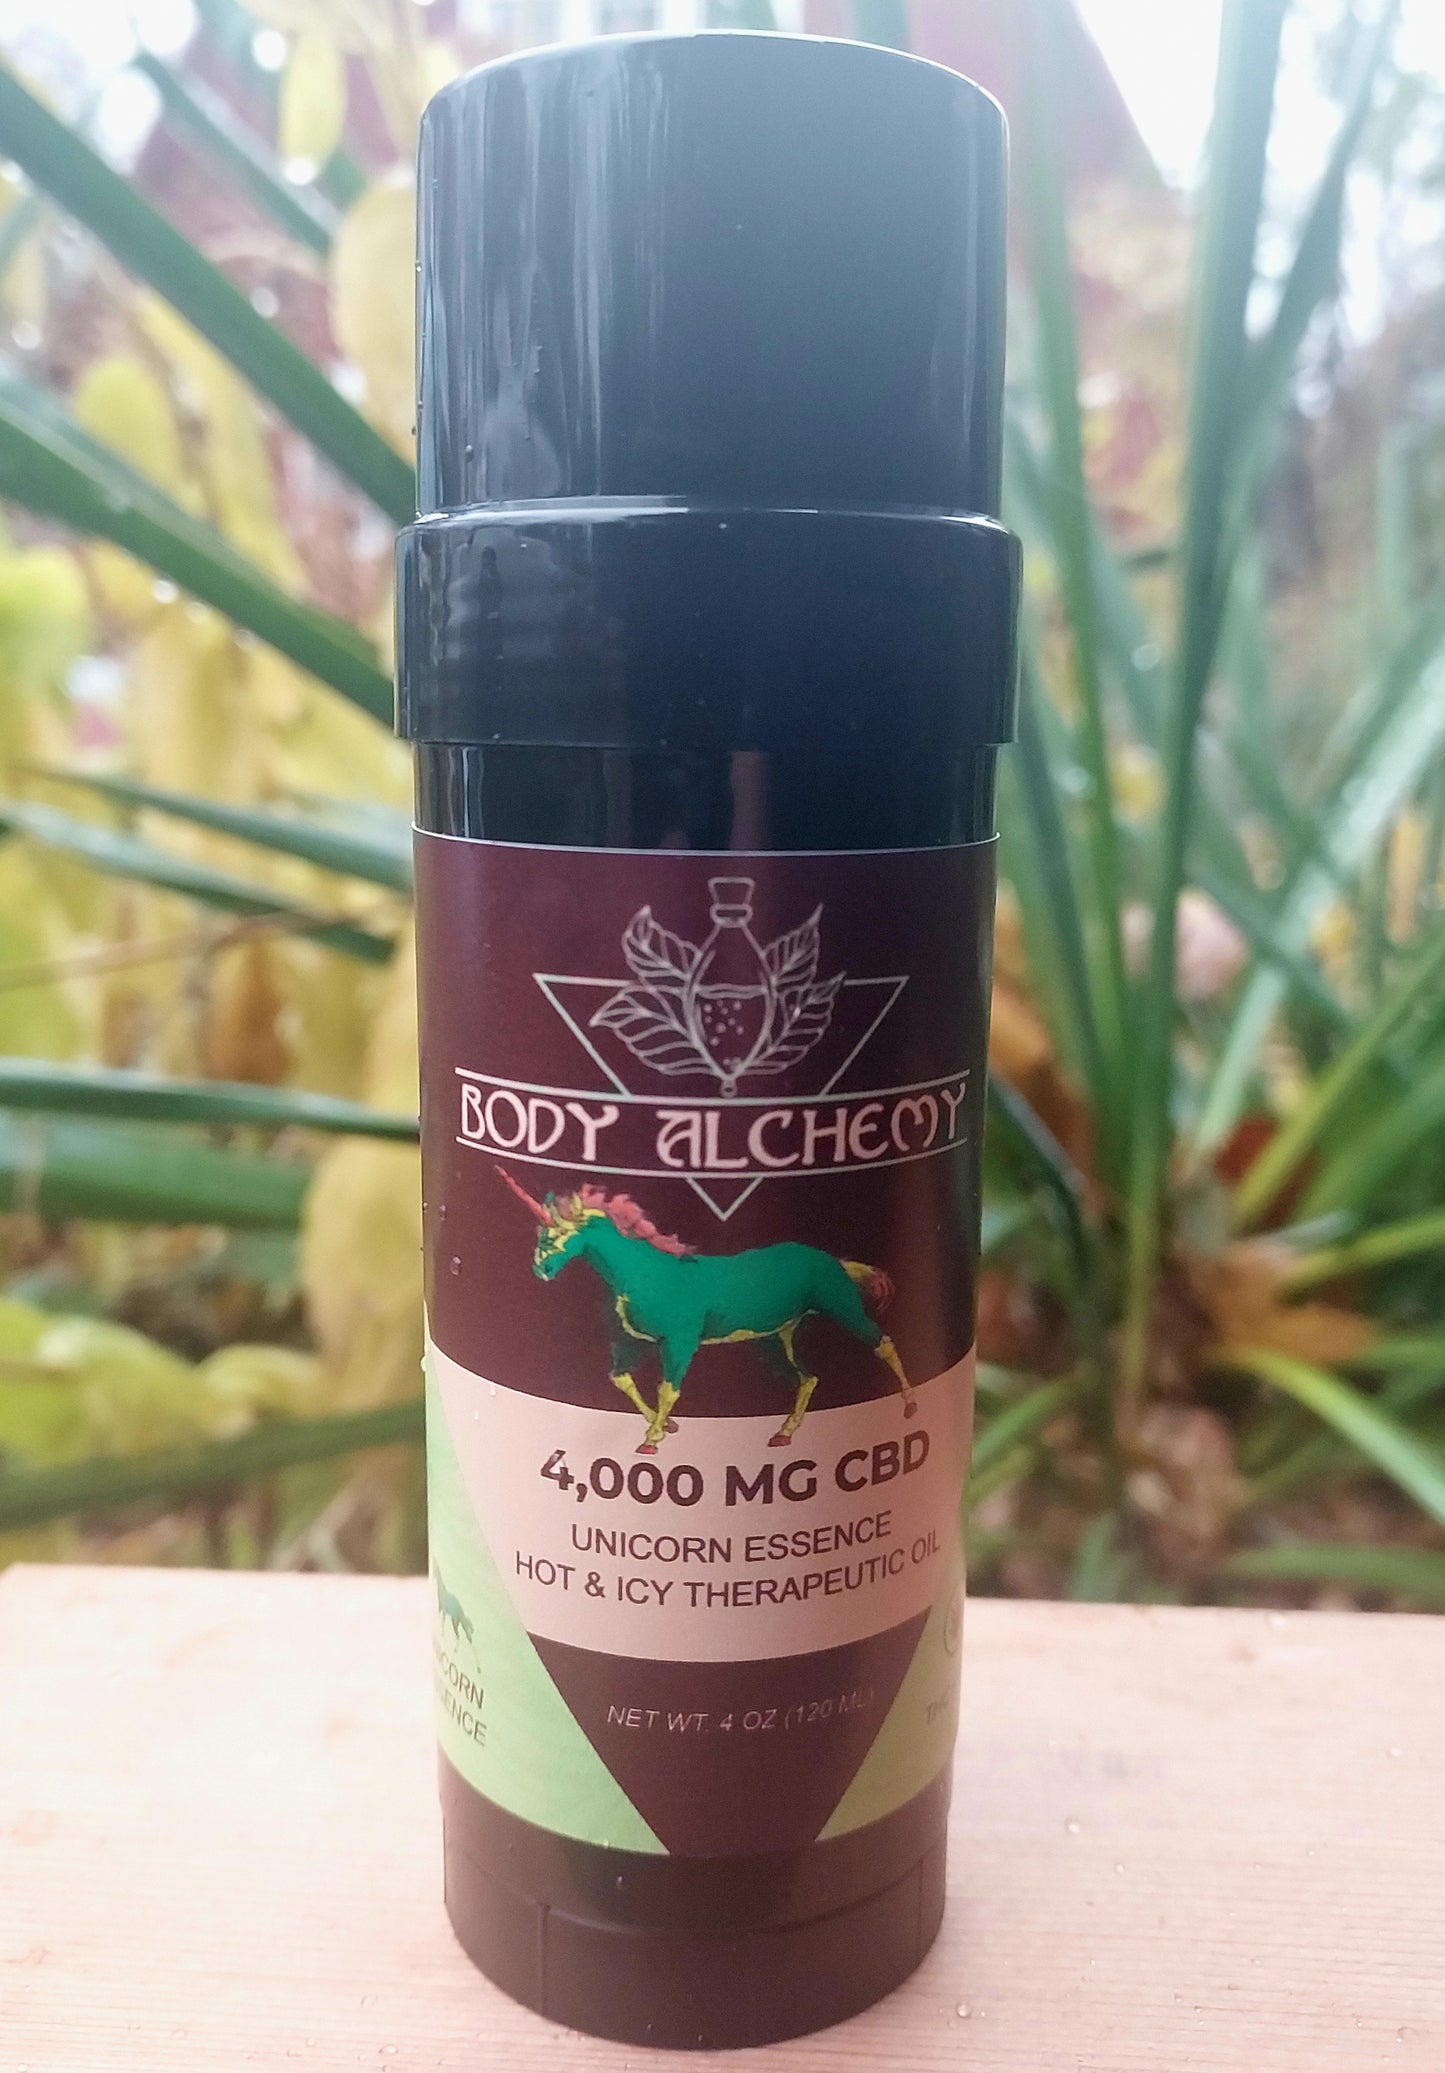 BODY ALCHEMY
4,000 MG CBD
UNICORN ESSENCE
HOT & ICY THERAPEUTIC OIL
NET WT. 4 OZ (120 ML)